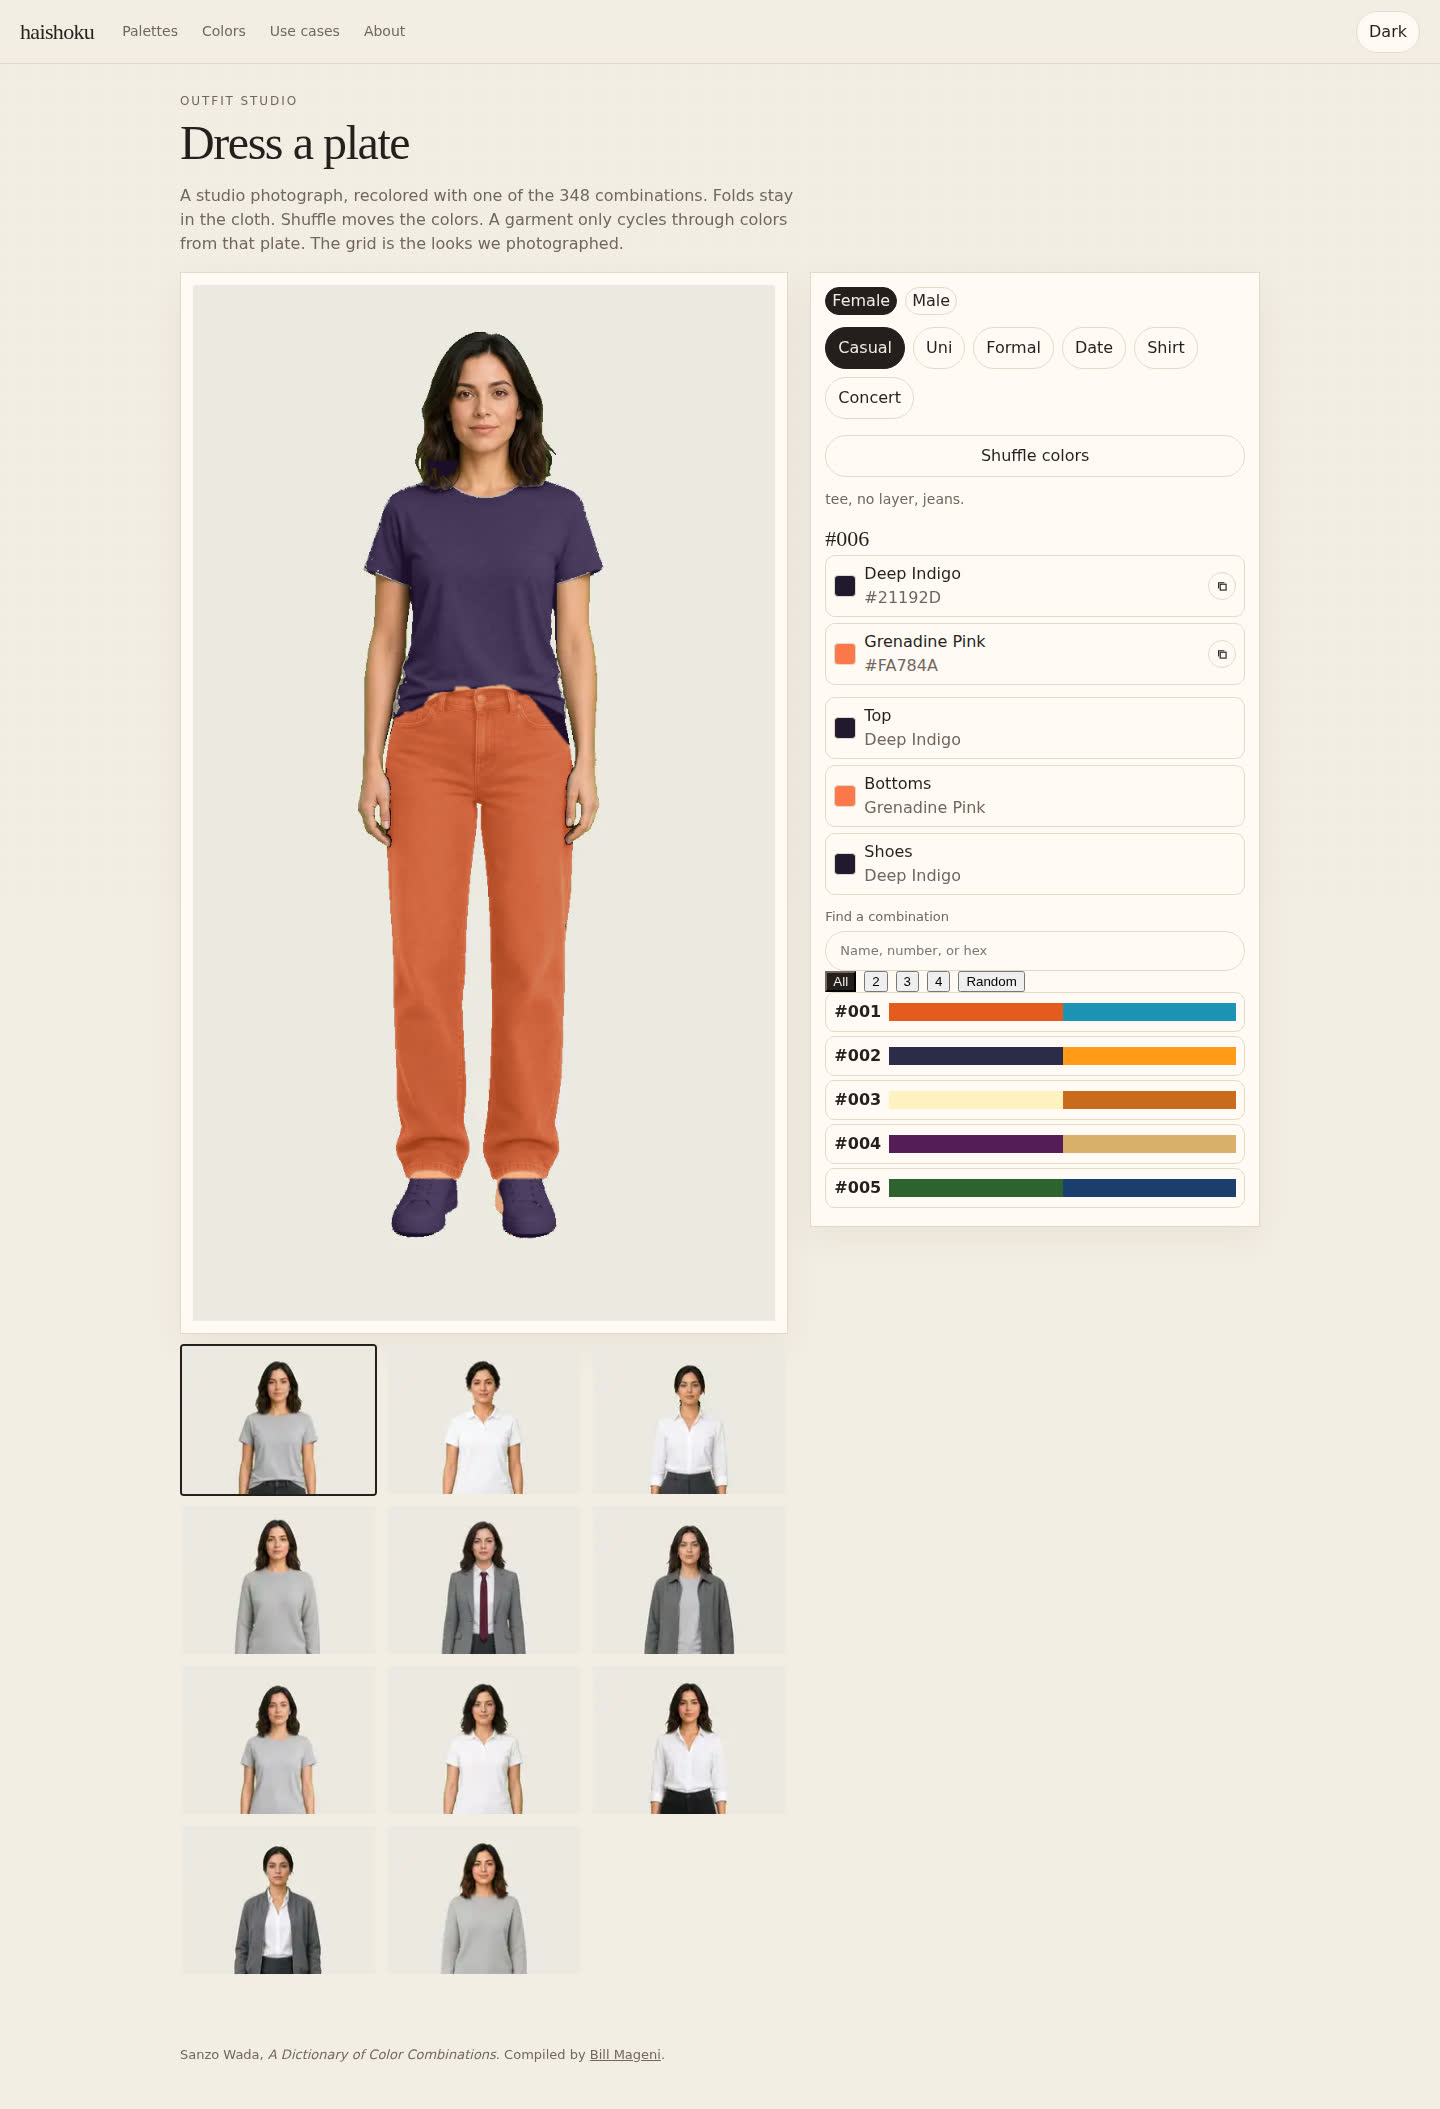 haishoku
Palettes
Colors
Use cases
About
Dark
OUTFIT STUDIO
Dress a plate
A studio photograph, recolored with one of the 348 combinations. Folds stay
in the cloth. Shuffle moves the colors. A garment only cycles through colors
from that plate. The grid is the looks we photographed.
Female
Male
Casual
Uni
Formal
Date
Shirt
Concert
Shuffle colors
tee, no layer, jeans.
#006
Deep Indigo
#21192D
Grenadine Pink
#FA784A
Top
Deep Indigo
Bottoms
Grenadine Pink
Shoes
Deep Indigo
Find a combination
Name, number, or hex
All
2
3
4
Random
#001
#002
#003
#004
#005
Sanzo Wada, A Dictionary of Color Combinations. Compiled by Bill Mageni.